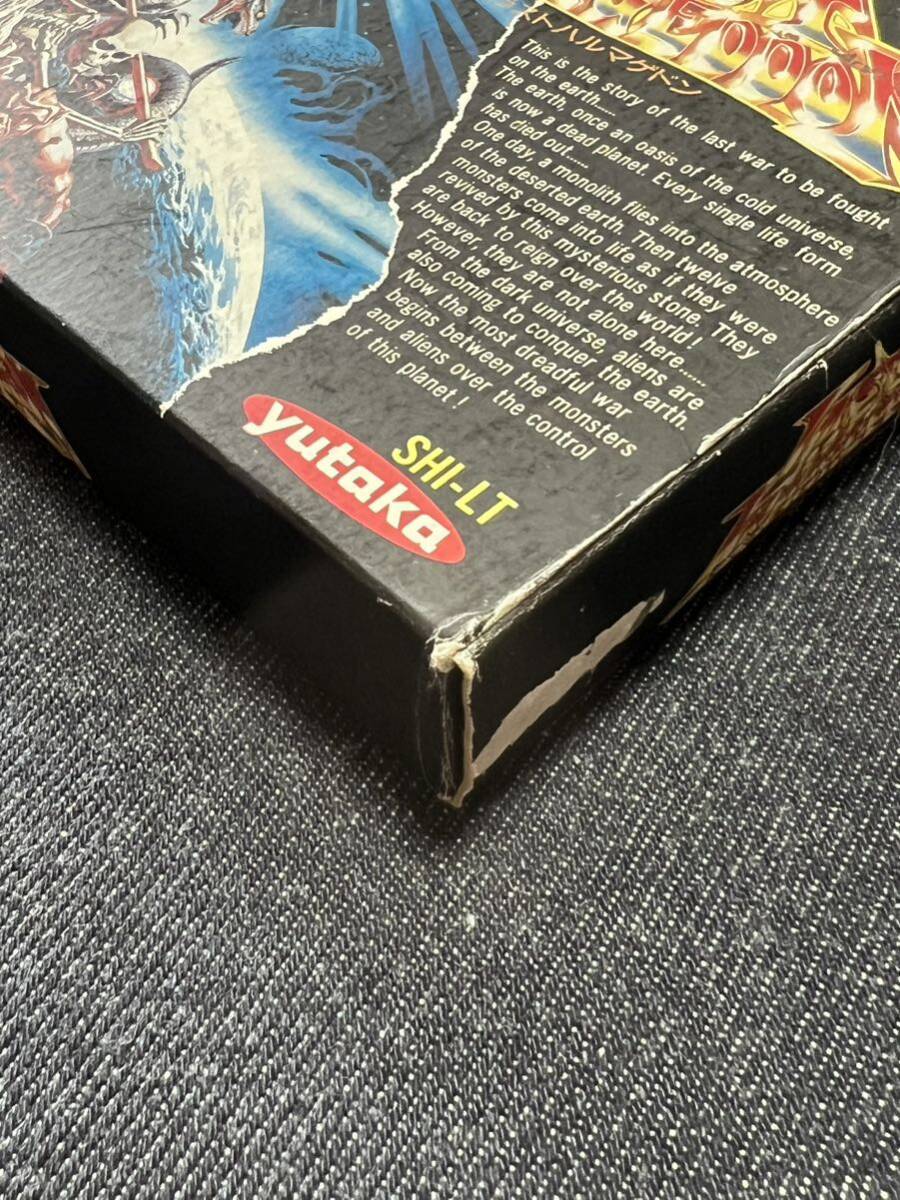 ストハルマゲドン
This is the story of the last war to be fought
on the earth......
The earth, once an oasis of the cold universe,
is now a dead planet. Every single life form
has died out......
One day, a monolith flies into the atmosphere
of the deserted earth. Then twelve
monsters come into life as if they were
revived by this mysterious stone. They
are back to reign over the world!
However, they are not alone here......
From the dark universe, aliens are
also coming to conquer the earth.
Now the most dreadful war
begins between the monsters
and aliens over the control
of this planet!
SHI-LT
yutaka